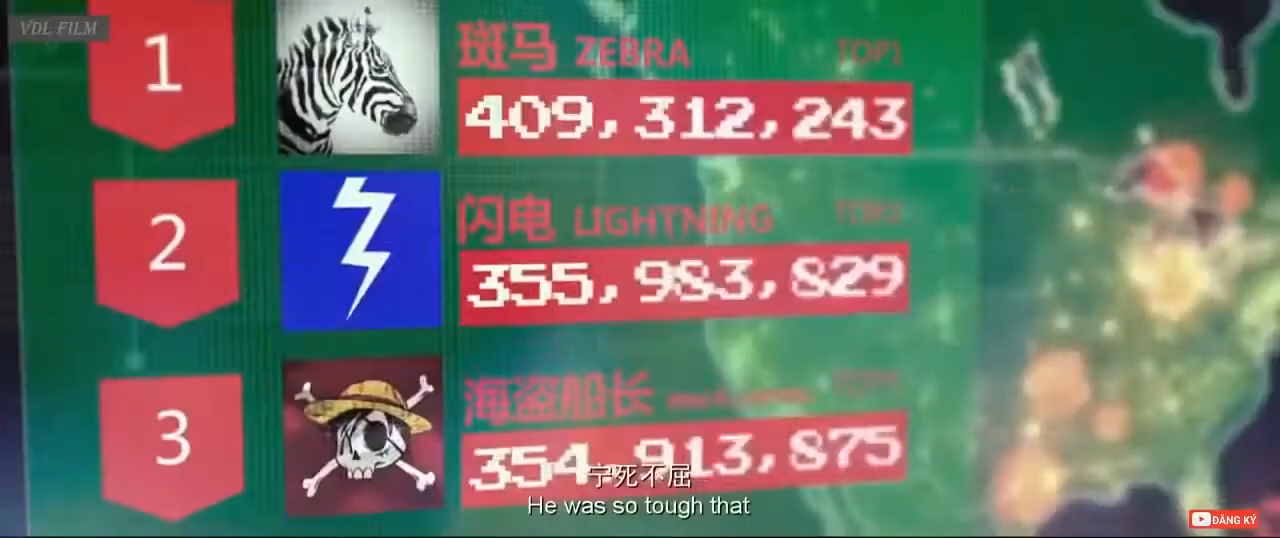 VDL FILM
1
斑马 ZEBRA TOP1
409,312,243
2
闪电 LIGHTNING TOP2
355,983,829
3
海盗船长
354,913,875
宁死不屈
He was so tough that
ĐĂNG KÝ